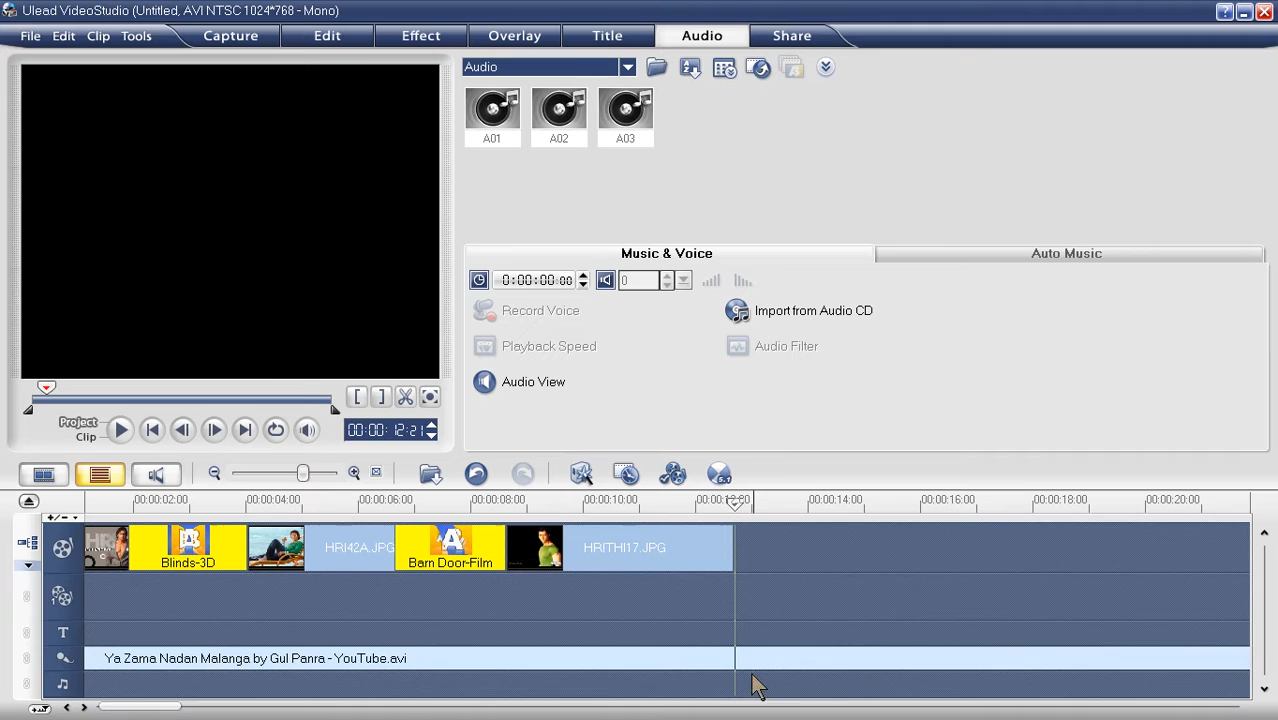 Ulead VideoStudio (Untitled, AVI NTSC 1024*768 - Mono)
File Edit Clip Tools Capture Edit Effect Overlay Title Audio Share
Audio
A01 A02 A03
Music & Voice Auto Music
0:00:00:00 0
Record Voice Import from Audio CD
Playback Speed Audio Filter
Audio View
Project
Clip
00:00:12:21
00:00:02:00 00:00:04:00 00:00:06:00 00:00:08:00 00:00:10:00 00:00:12:00 00:00:14:00 00:00:16:00 00:00:18:00 00:00:20:00
+/-
Blinds-3D HRI42A.JPG Barn Door-Film HRITHI17.JPG
T
Ya Zama Nadan Malanga by Gul Panra - YouTube.avi